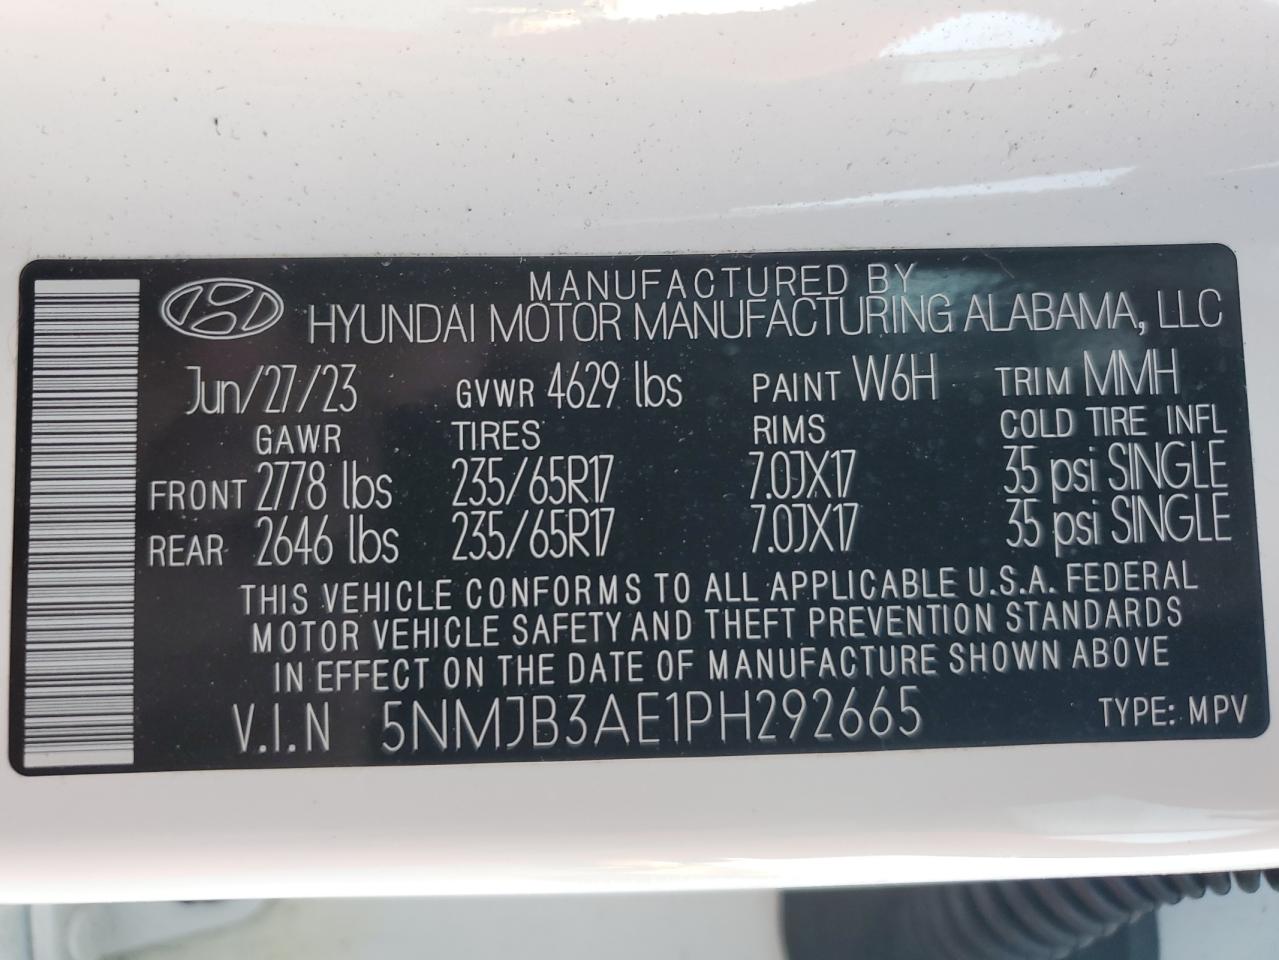 MANUFACTURED BY
HYUNDAI MOTOR MANUFACTURING ALABAMA, LLC
Jun/27/23 GVWR 4629 lbs PAINT W6H TRIM MMH
GAWR TIRES RIMS COLD TIRE INFL
FRONT 2778 lbs 235/65R17 7.0JX17 35 psi SINGLE
REAR 2646 lbs 235/65R17 7.0JX17 35 psi SINGLE
THIS VEHICLE CONFORMS TO ALL APPLICABLE U.S.A. FEDERAL
MOTOR VEHICLE SAFETY AND THEFT PREVENTION STANDARDS
IN EFFECT ON THE DATE OF MANUFACTURE SHOWN ABOVE
V.I.N 5NMJB3AE1PH292665 TYPE: MPV